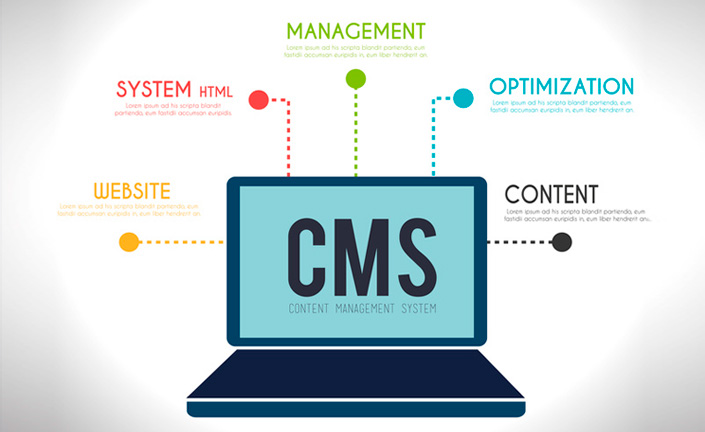 MANAGEMENT
Lorem ipsum ad his scripta blandit partiendo, eum
fastidii accumsan euripidis in eum liber hendrerit an.
SYSTEM HTML
Lorem ipsum ad his scripta blandit
partiendo, eum fastidii accumsan euripidis.
OPTIMIZATION
Lorem ipsum ad his scripta blandit partiendo, eum
fastidii accumsan euripidis in eum liber hendrerit an.
WEBSITE
Lorem ipsum ad his scripta blandit partiendo, eum
fastidii accumsan euripidis in eum liber hendrerit an.
CONTENT
Lorem ipsum ad his scripta blandit partiendo, eum
fastidii accumsan euripidis in eum liber hendrerit an.
CMS
CONTENT MANAGEMENT SYSTEM